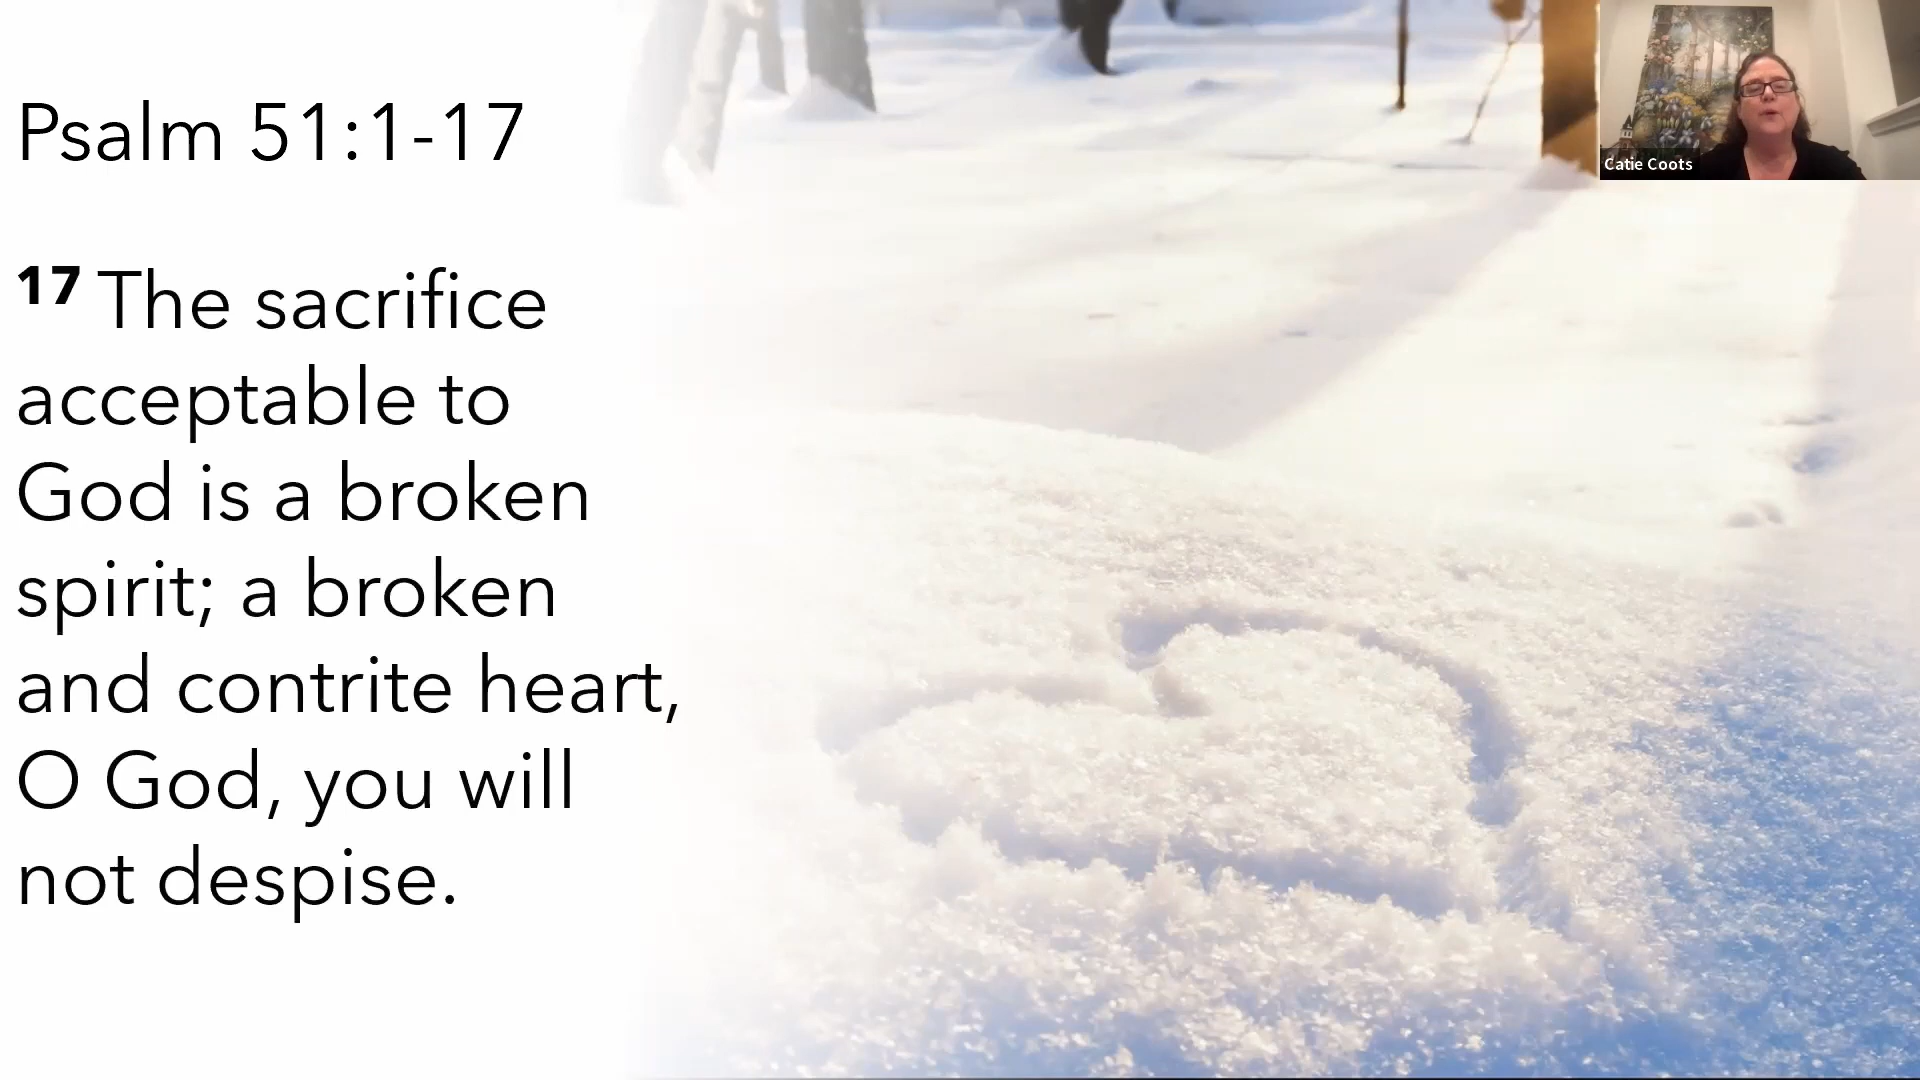 Psalm 51:1-17
17 The sacrifice
acceptable to
God is a broken
spirit; a broken
and contrite heart,
O God, you will
not despise.
Catie Coots